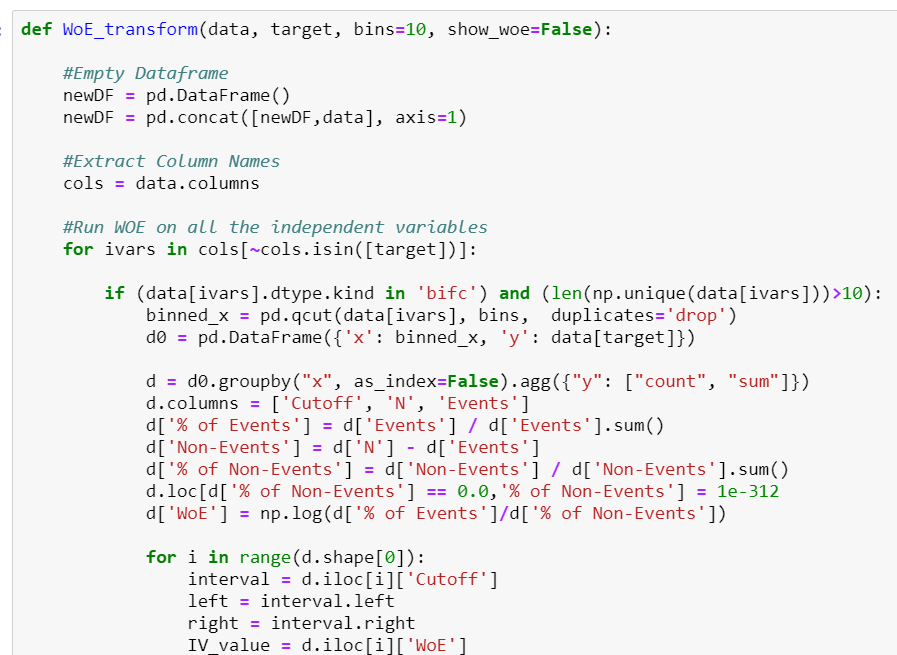 def WoE_transform(data, target, bins=10, show_woe=False):
#Empty Dataframe
newDF = pd.DataFrame()
newDF = pd.concat([newDF,data], axis=1)
#Extract Column Names
cols = data.columns
#Run WOE on all the independent variables
for ivars in cols[~cols.isin([target])]:
if (data[ivars].dtype.kind in 'bifc') and (len(np.unique(data[ivars]))>10):
binned_x = pd.qcut(data[ivars], bins,  duplicates='drop')
d0 = pd.DataFrame({'x': binned_x, 'y': data[target]})
d = d0.groupby("x", as_index=False).agg({"y": ["count", "sum"]})
d.columns = ['Cutoff', 'N', 'Events']
d['% of Events'] = d['Events'] / d['Events'].sum()
d['Non-Events'] = d['N'] - d['Events']
d['% of Non-Events'] = d['Non-Events'] / d['Non-Events'].sum()
d.loc[d['% of Non-Events'] == 0.0,'% of Non-Events'] = 1e-312
d['WoE'] = np.log(d['% of Events']/d['% of Non-Events'])
for i in range(d.shape[0]):
interval = d.iloc[i]['Cutoff']
left = interval.left
right = interval.right
IV_value = d.iloc[i]['WoE']